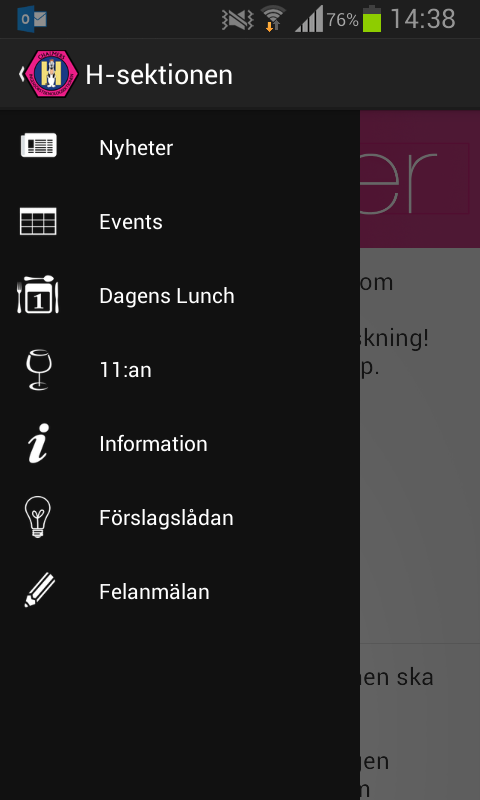 76% 14:38
H-sektionen
Nyheter
er
Events
om
Dagens Lunch
1
skning!
p.
11:an
Information
Förslagslådan
Felanmälan
nen ska
gen
m